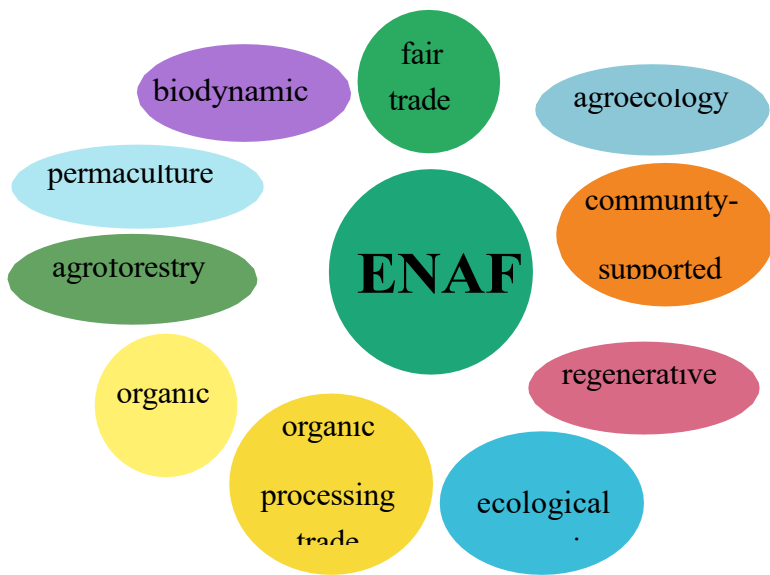 fair
trade
biodynamic
agroecology
permaculture
community-
supported
ENAF
agroforestry
regenerative
organic
organic
processing
trade
ecological